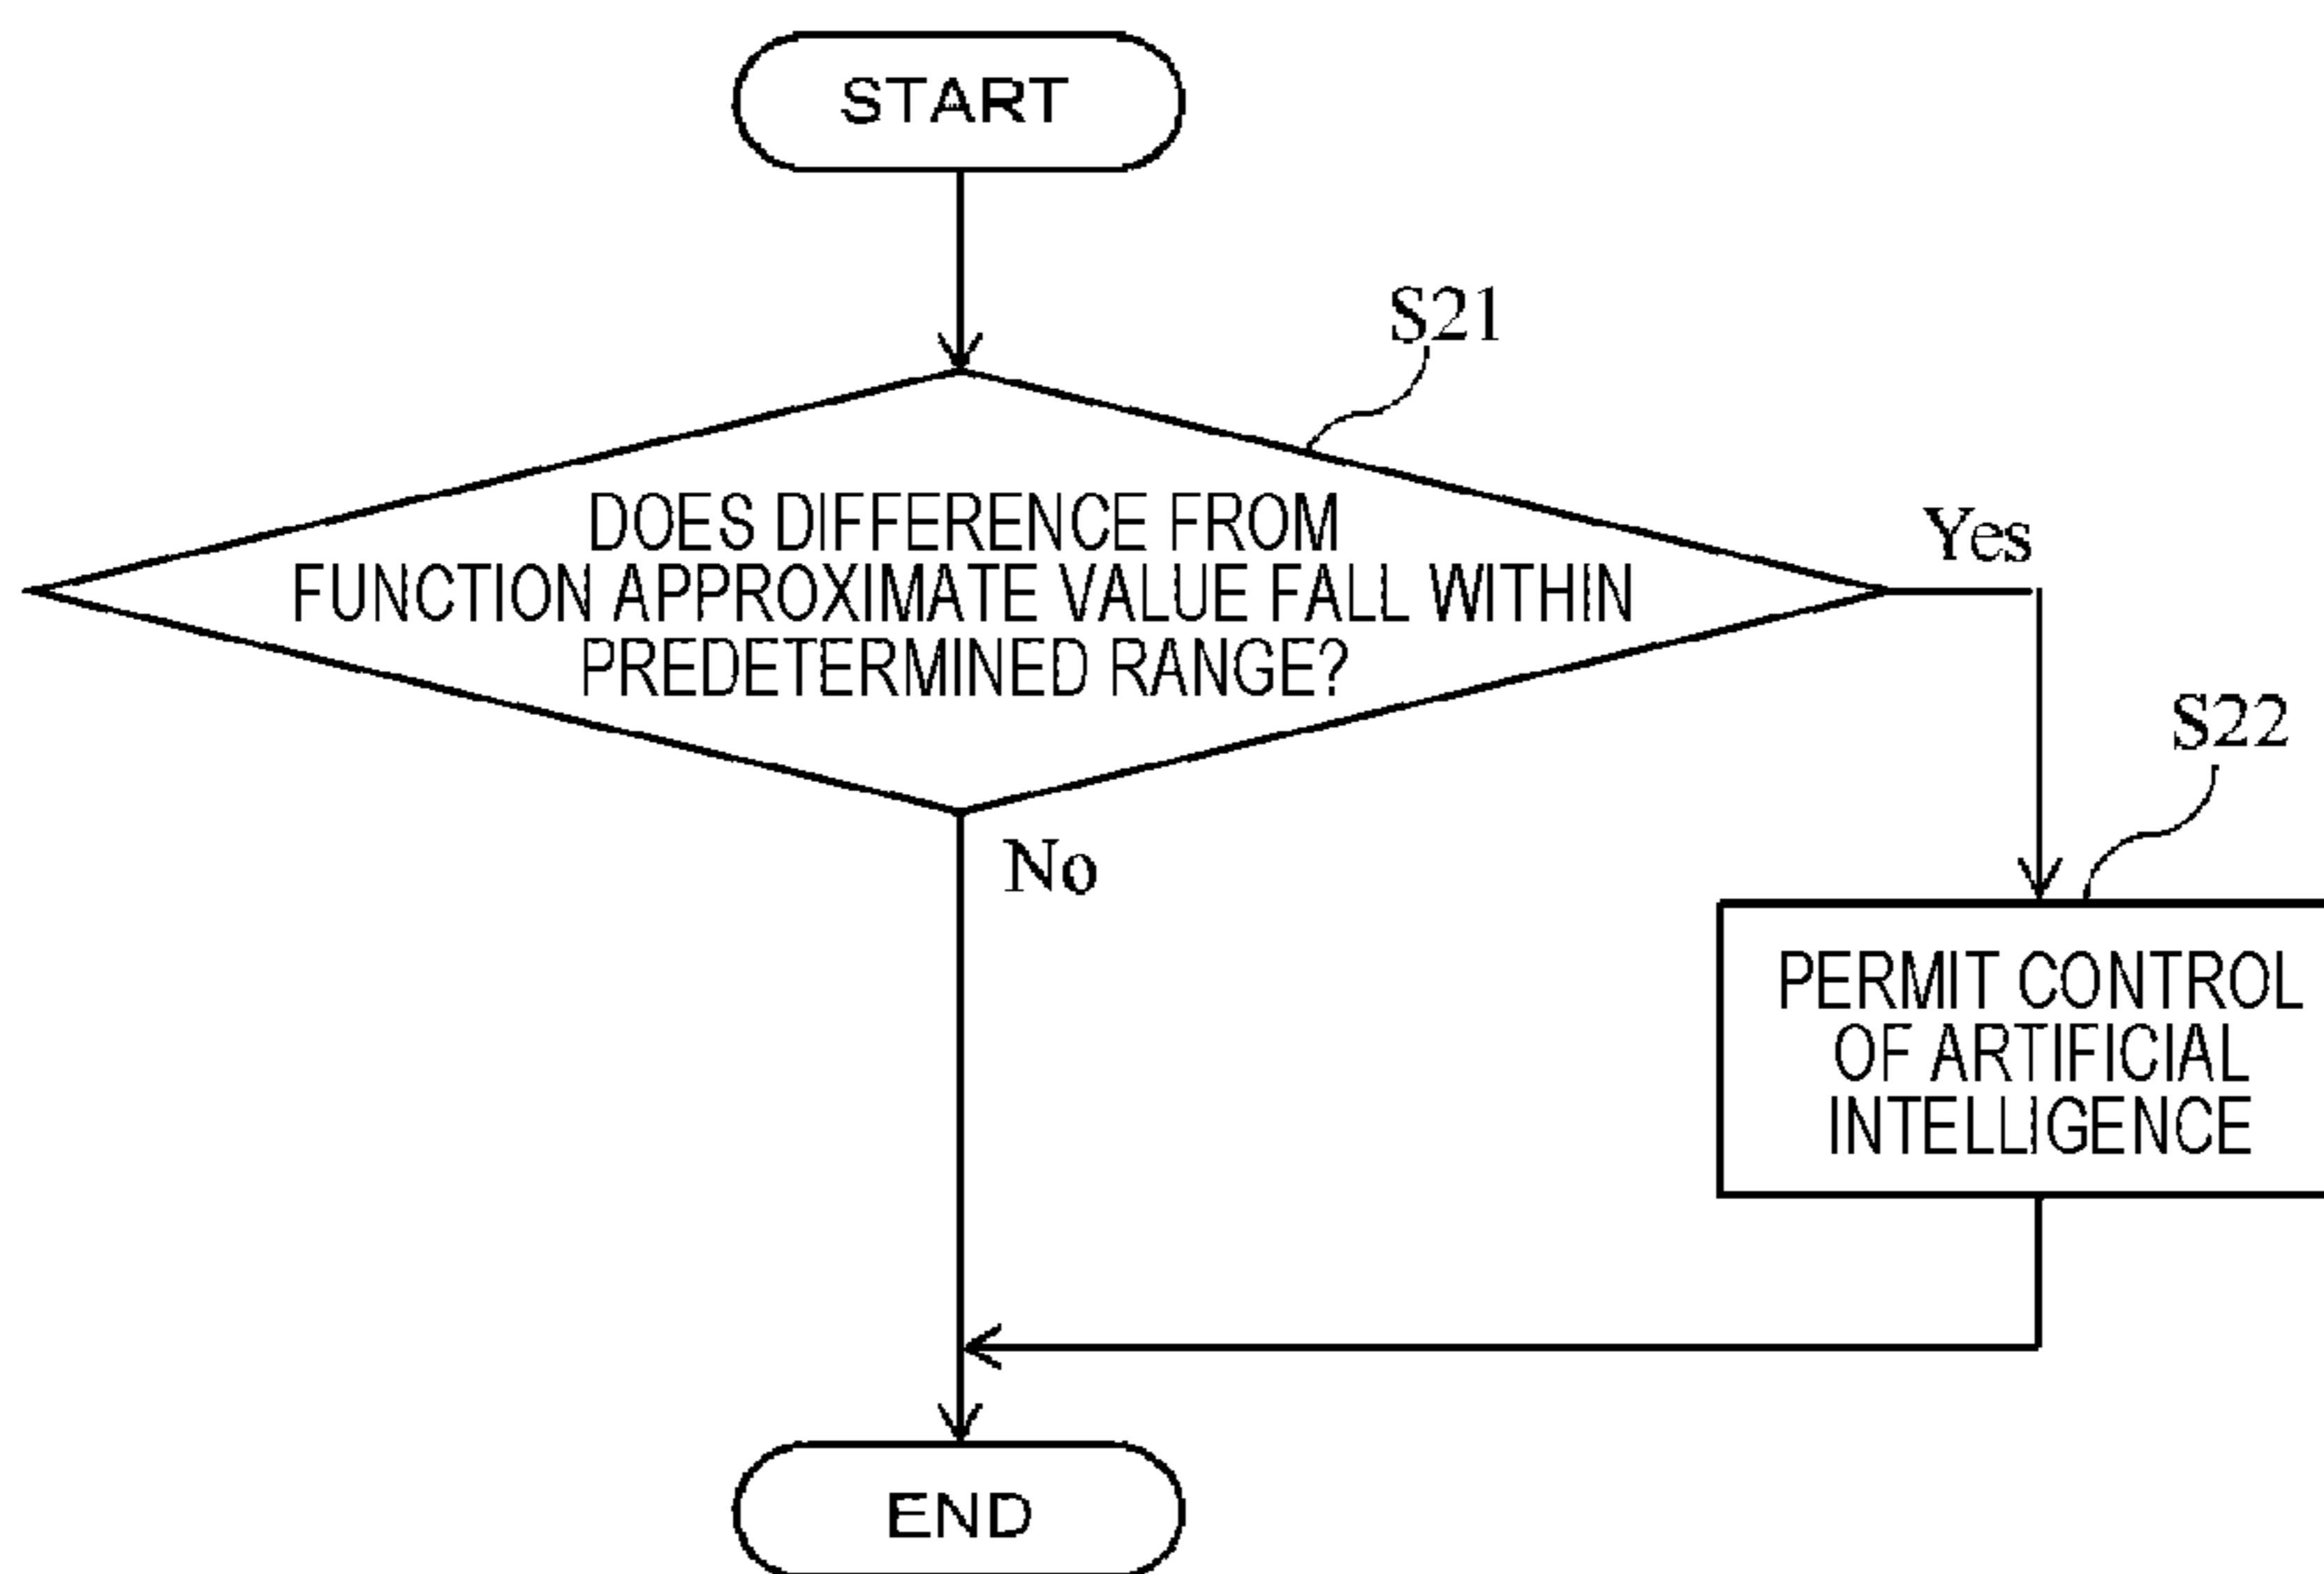 START
S21
DOES DIFFERENCE FROM
FUNCTION APPROXIMATE VALUE FALL WITHIN
PREDETERMINED RANGE?
Yes
No
S22
PERMIT CONTROL
OF ARTIFICIAL
INTELLIGENCE
END